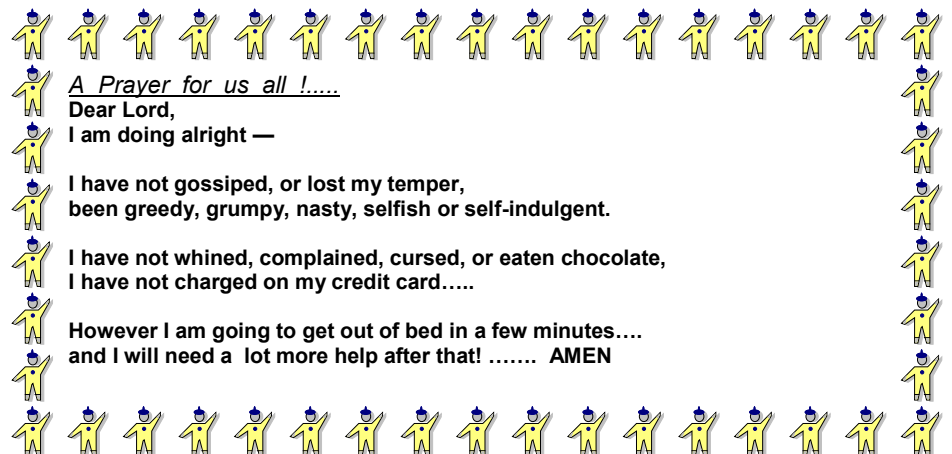 A Prayer for us all !.....
Dear Lord,
I am doing alright —
I have not gossiped, or lost my temper,
been greedy, grumpy, nasty, selfish or self-indulgent.
I have not whined, complained, cursed, or eaten chocolate,
I have not charged on my credit card…..
However I am going to get out of bed in a few minutes….
and I will need a  lot more help after that! …….  AMEN